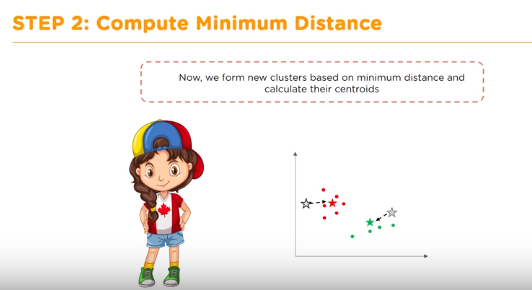 STEP 2: Compute Minimum Distance
Now, we form new clusters based on minimum distance and
calculate their centroids